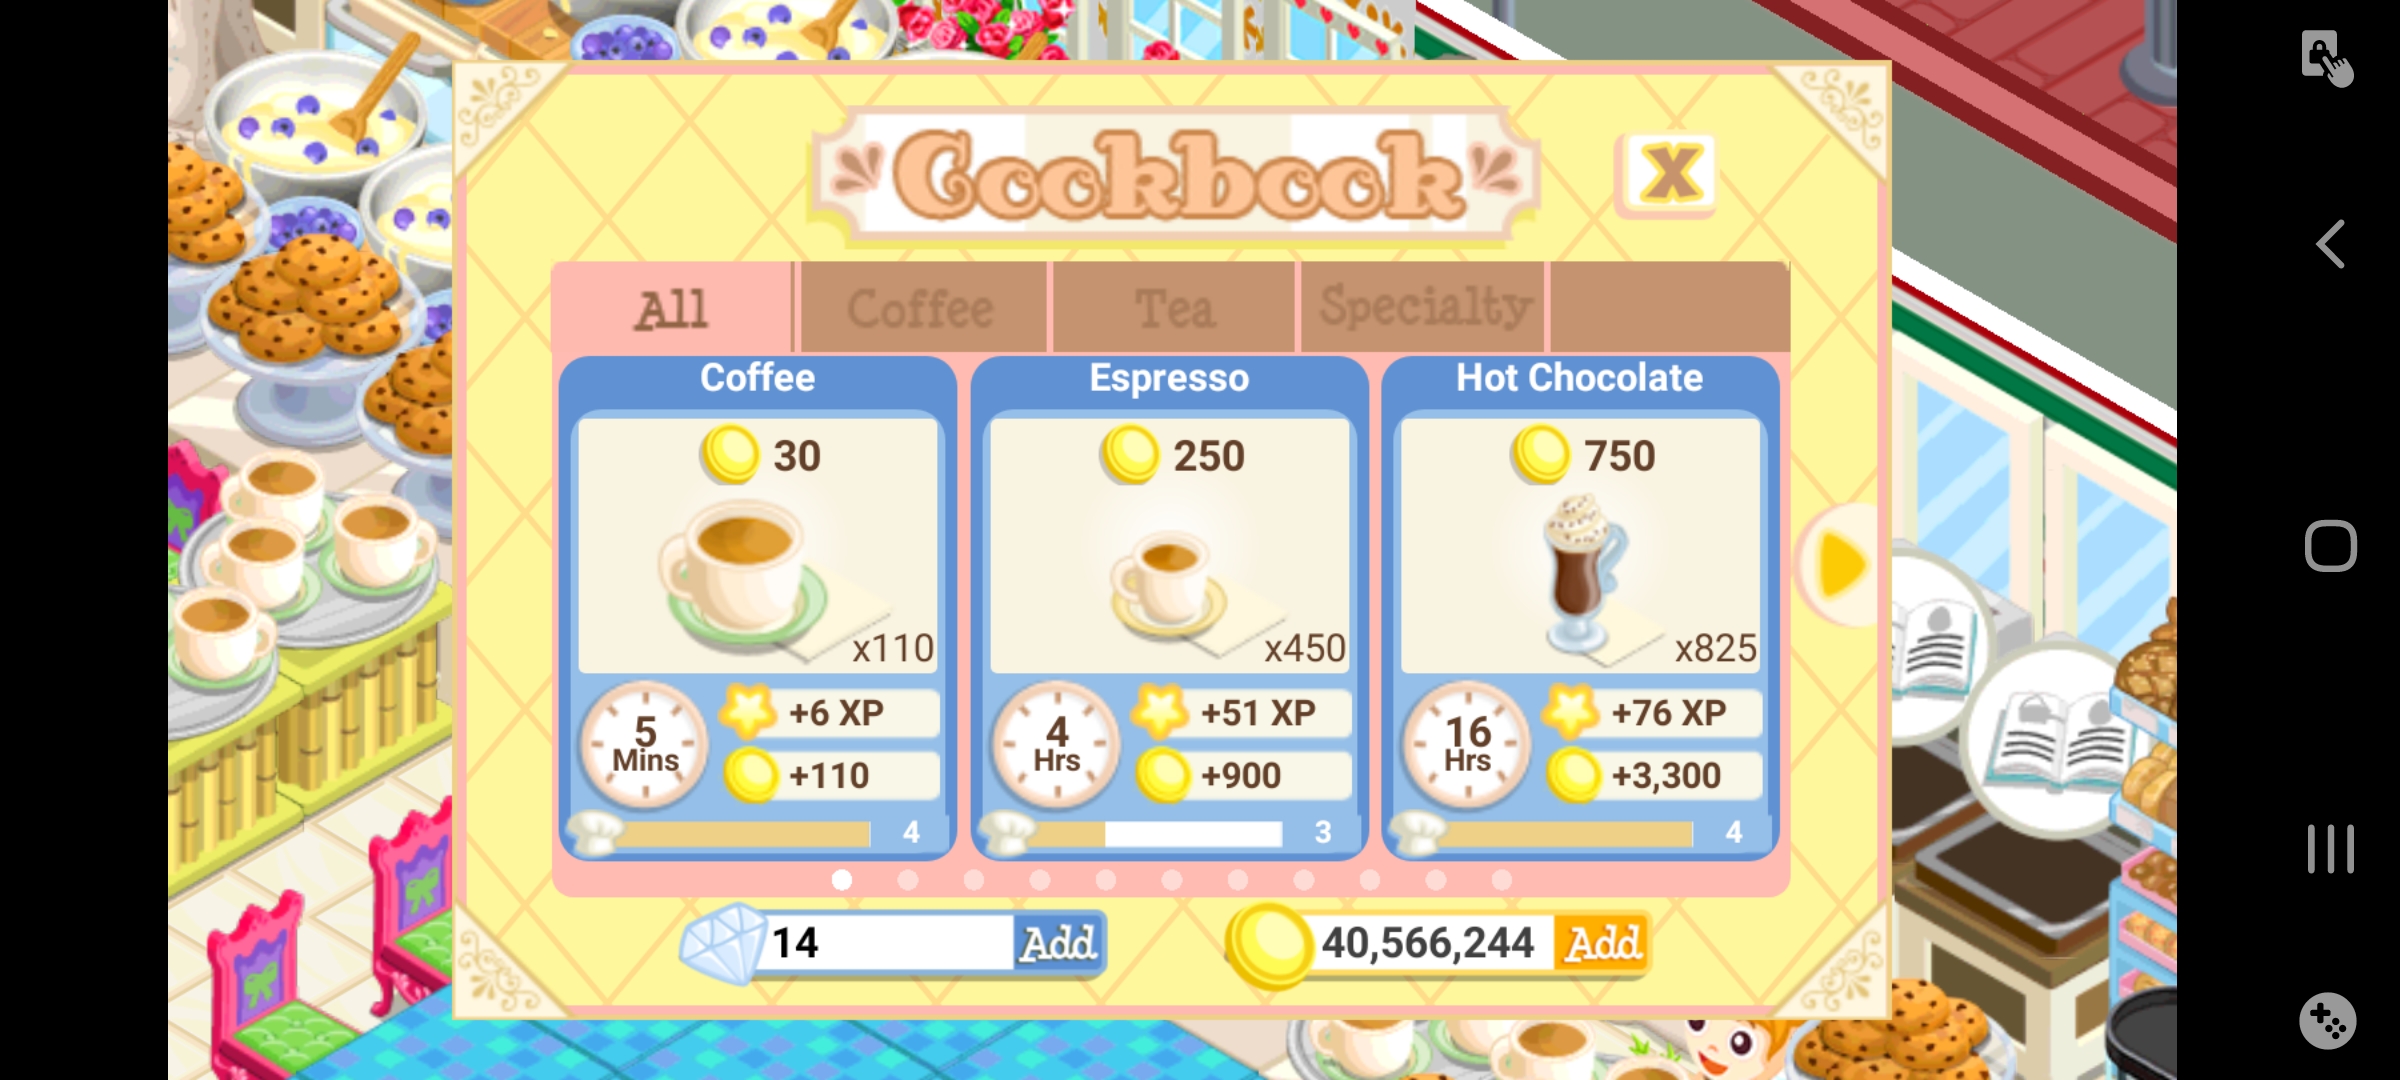 Cookbook
X
All Coffee Tea Specialty
Coffee Espresso Hot Chocolate
30 250 750
x110 x450 x825
5 Mins +6 XP +110
4 Hrs +51 XP +900
16 Hrs +76 XP +3,300
4 3 4
14 Add 40,566,244 Add